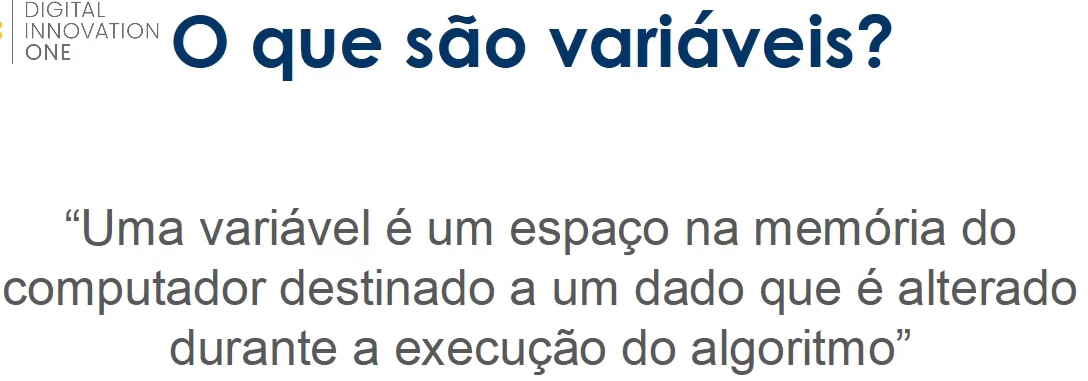 DIGITAL
INNOVATION
ONE
O que são variáveis?
“Uma variável é um espaço na memória do
computador destinado a um dado que é alterado
durante a execução do algoritmo”